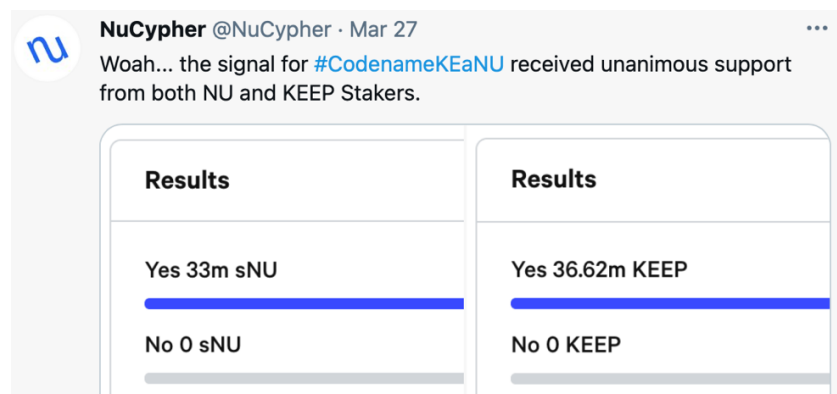 nu
NuCypher @NuCypher · Mar 27
Woah... the signal for #CodenameKEaNU received unanimous support
from both NU and KEEP Stakers.
Results
Yes 33m sNU
No 0 sNU
Results
Yes 36.62m KEEP
No 0 KEEP